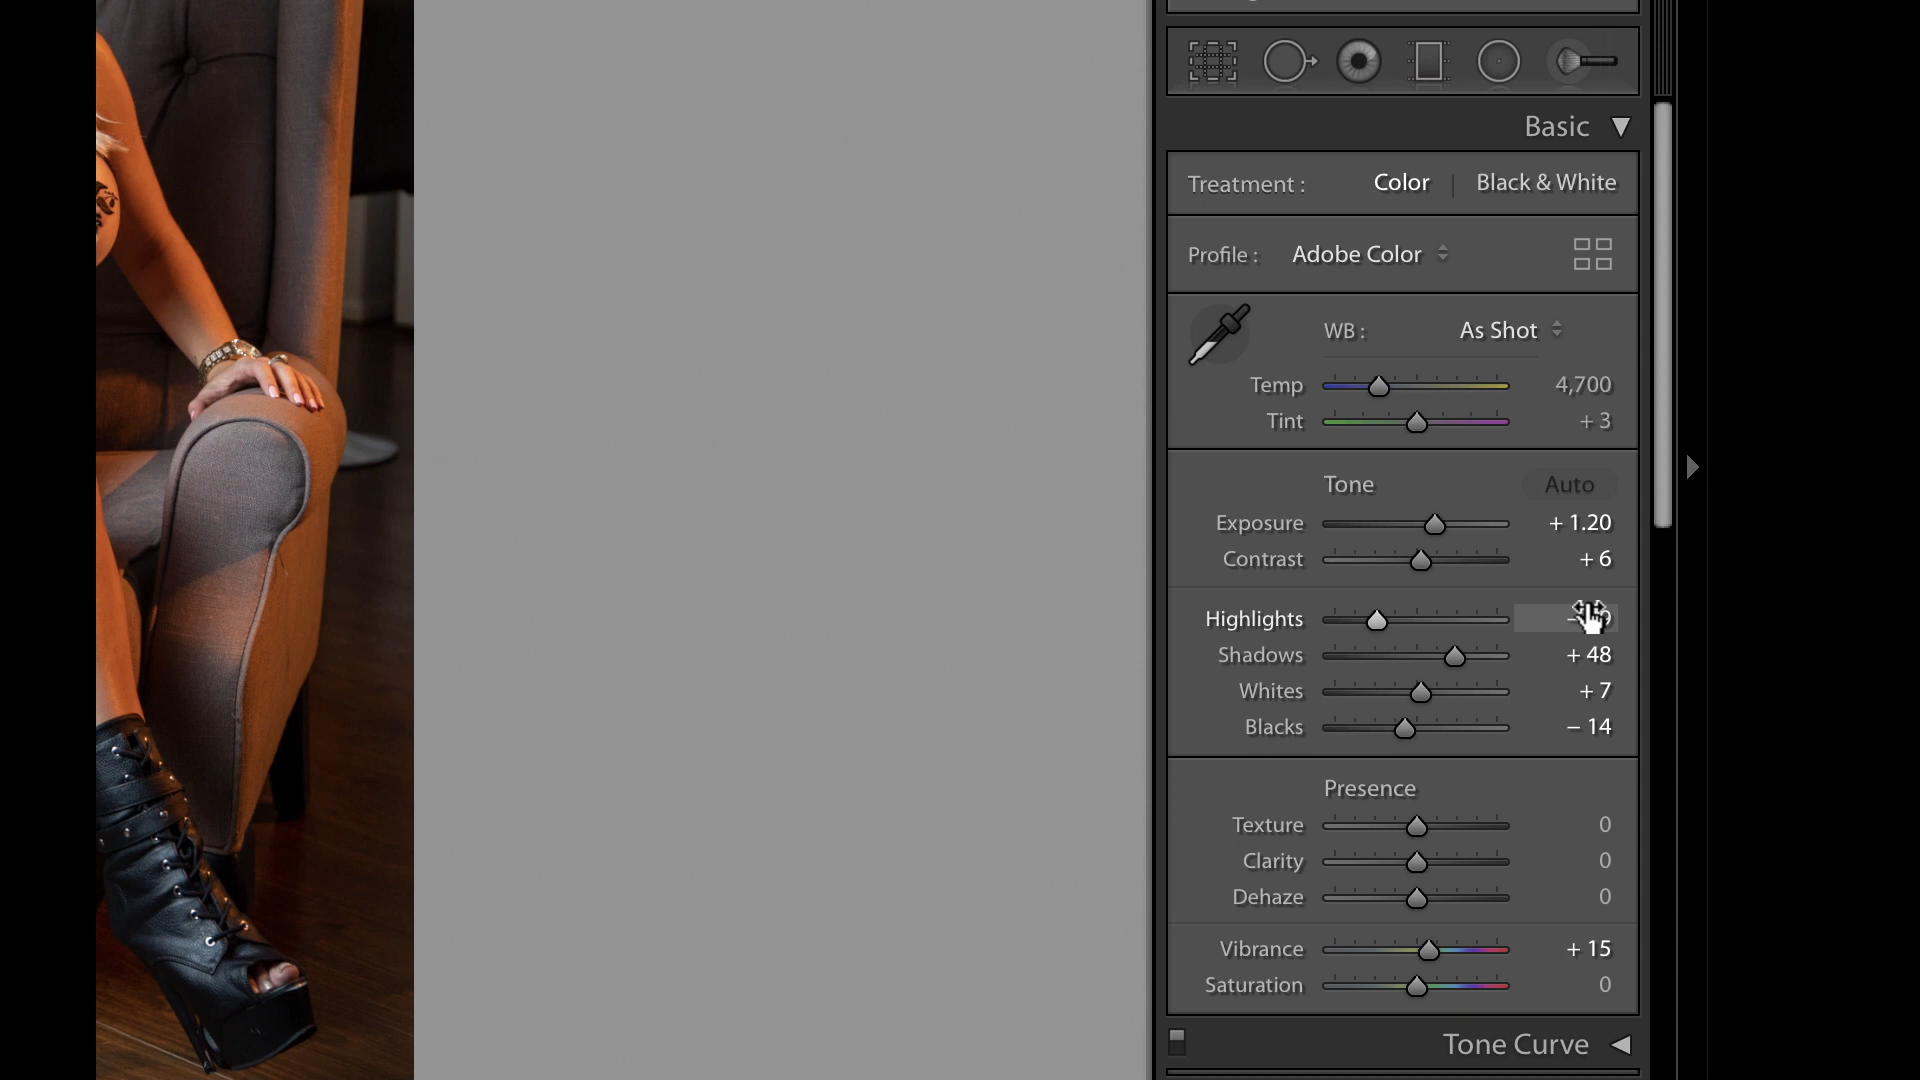 Basic
Treatment : Color | Black & White
Profile : Adobe Color
WB : As Shot
Temp 4,700
Tint + 3
Tone Auto
Exposure + 1.20
Contrast + 6
Highlights
Shadows + 48
Whites + 7
Blacks − 14
Presence
Texture 0
Clarity 0
Dehaze 0
Vibrance + 15
Saturation 0
Tone Curve